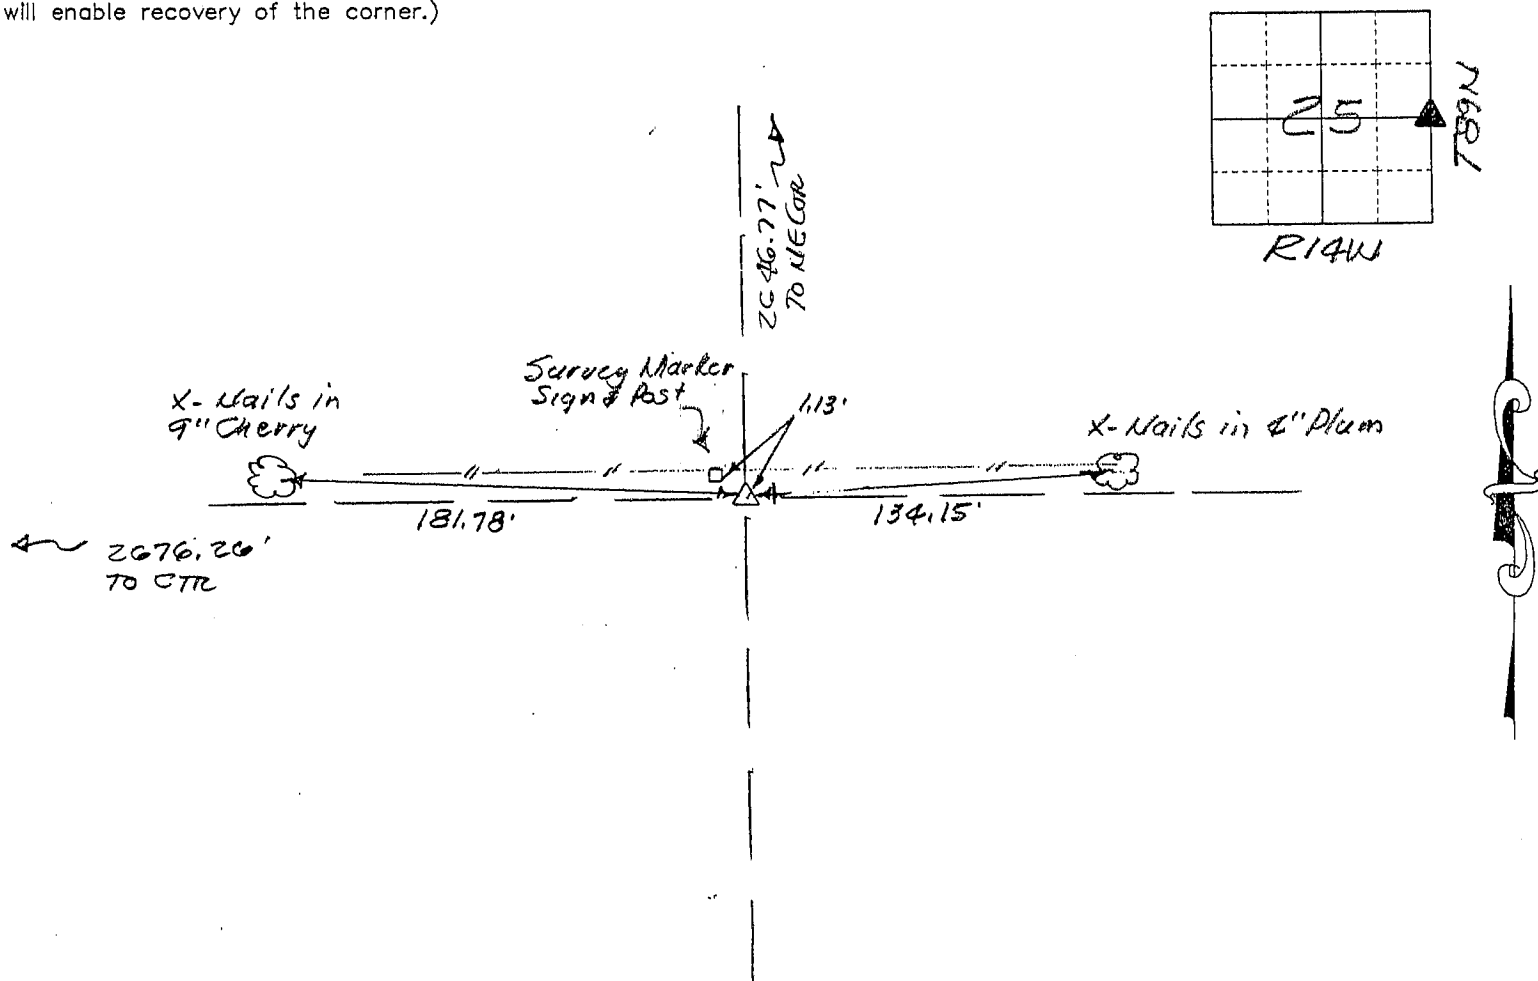 will enable recovery of the corner.)
25
T89N
R14W
2646.77'
TO NE COR
Survey Marker
Sign & Post
1.13'
X-Nails in
9" Cherry
X-Nails in 4" Plum
181.78'
134.15'
2676.26'
TO CTR